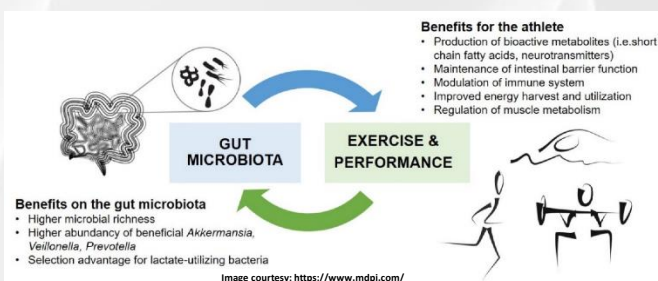 Benefits for the athlete
• Production of bioactive metabolites (i.e.short
chain fatty acids, neurotransmitters)
• Maintenance of intestinal barrier function
• Modulation of immune system
• Improved energy harvest and utilization
• Regulation of muscle metabolism
GUT
MICROBIOTA
EXERCISE &
PERFORMANCE
Benefits on the gut microbiota
• Higher microbial richness
• Higher abundancy of beneficial Akkermansia,
Veillonella, Prevotella
• Selection advantage for lactate-utilizing bacteria
Image courtesy: https://www.mdpi.com/